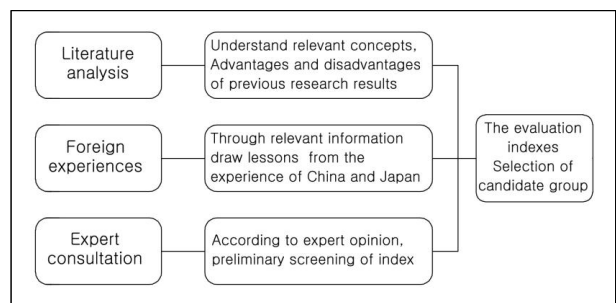 Literature
analysis
Understand relevant concepts,
Advantages and disadvantages
of previous research results
Foreign
experiences
Through relevant information
draw lessons from the
experience of China and Japan
The evaluation
indexes
Selection of
candidate group
Expert
consultation
According to expert opinion,
preliminary screening of index